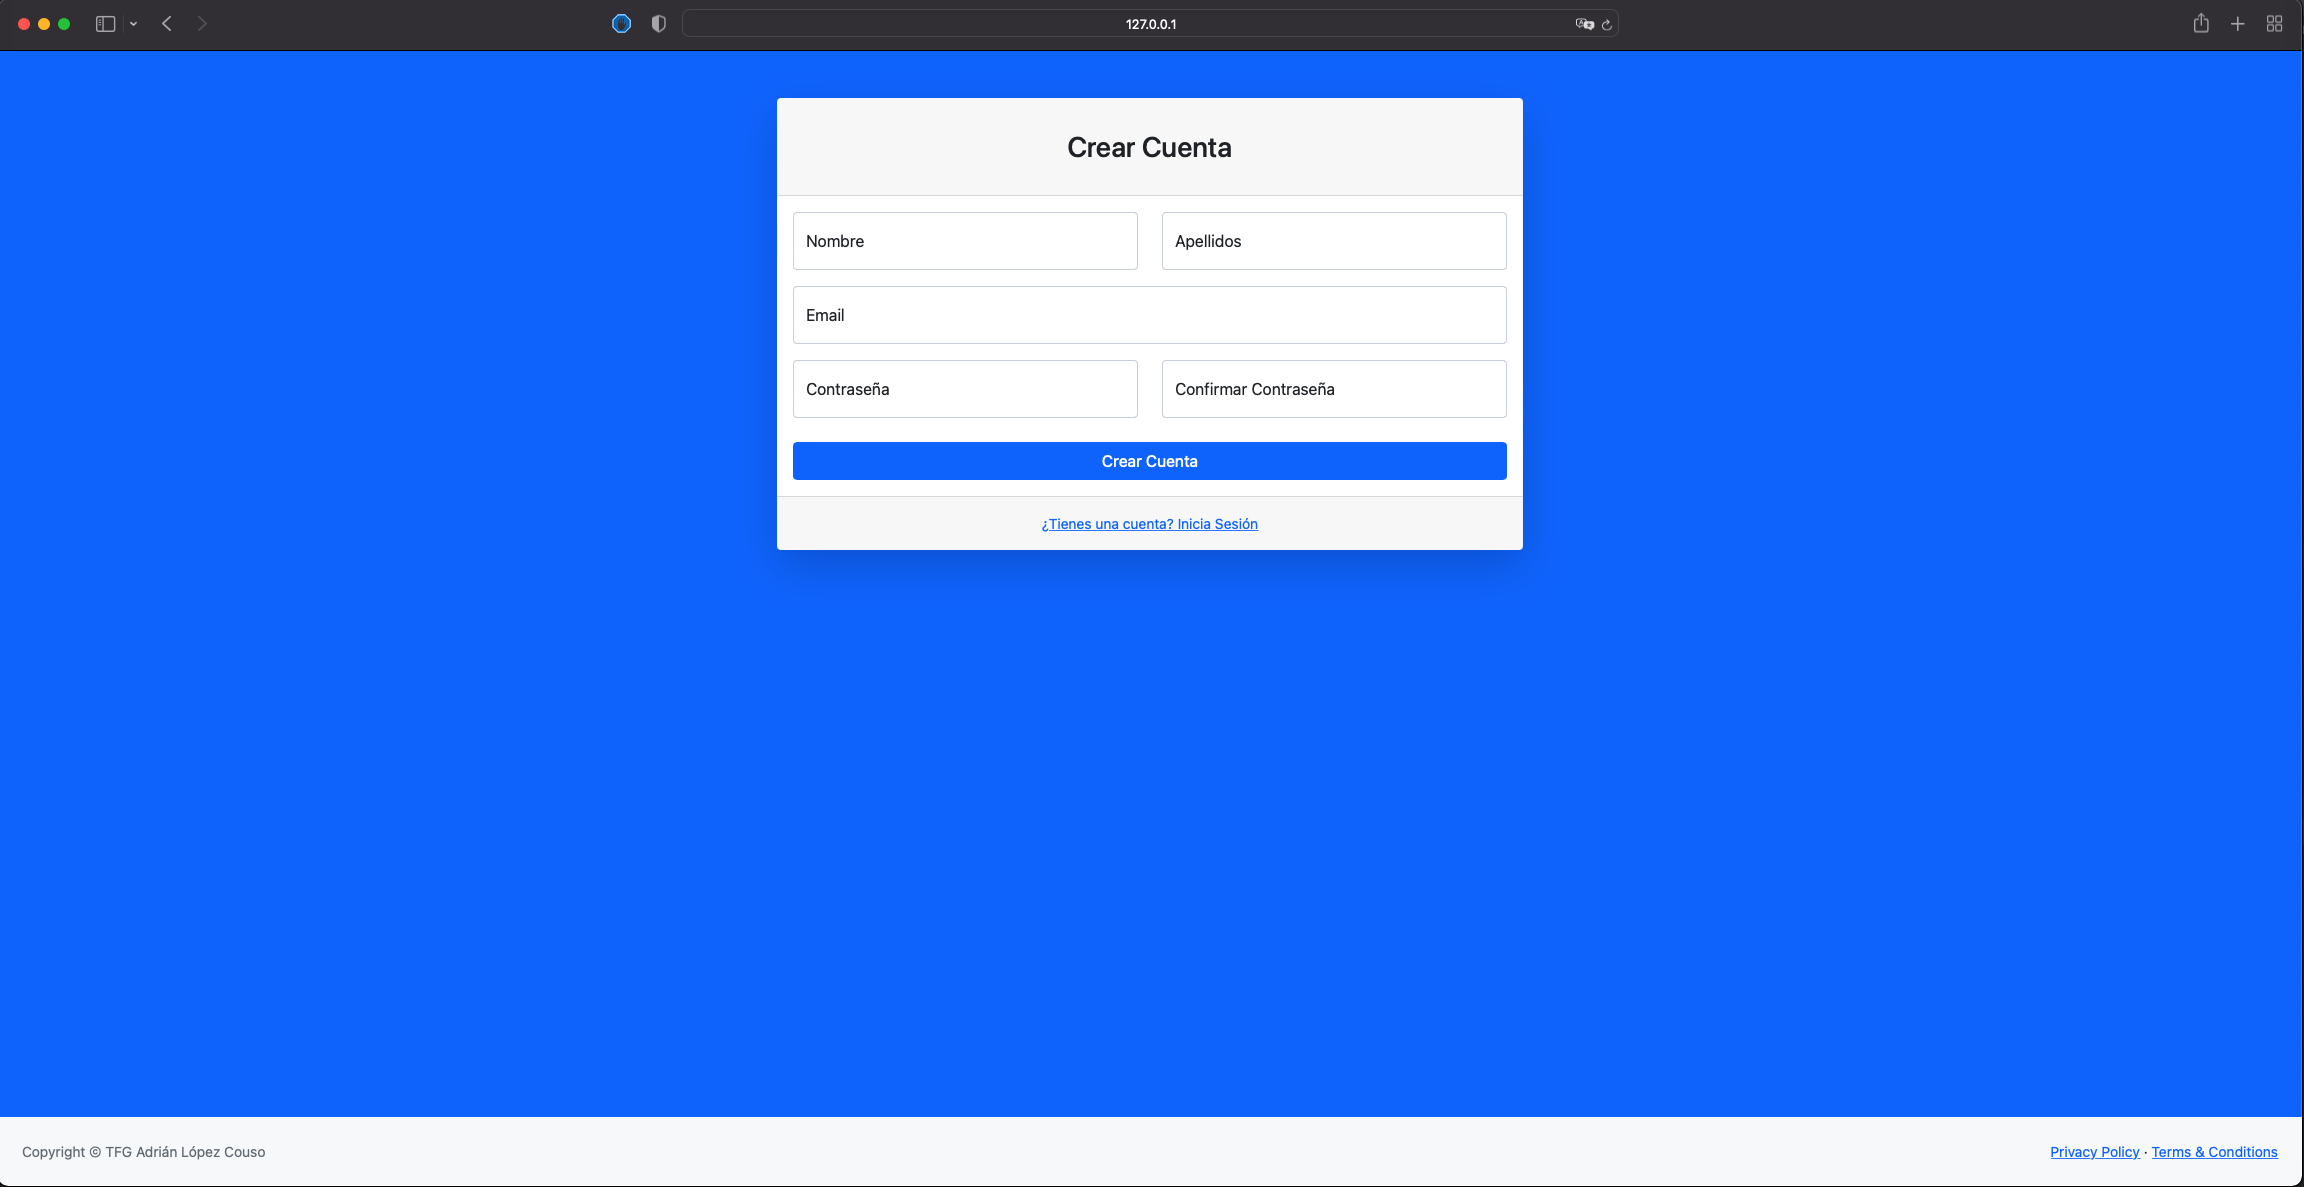 127.0.0.1
Crear Cuenta
Nombre
Apellidos
Email
Contraseña
Confirmar Contraseña
Crear Cuenta
¿Tienes una cuenta? Inicia Sesión
Copyright © TFG Adrián López Couso
Privacy Policy · Terms & Conditions